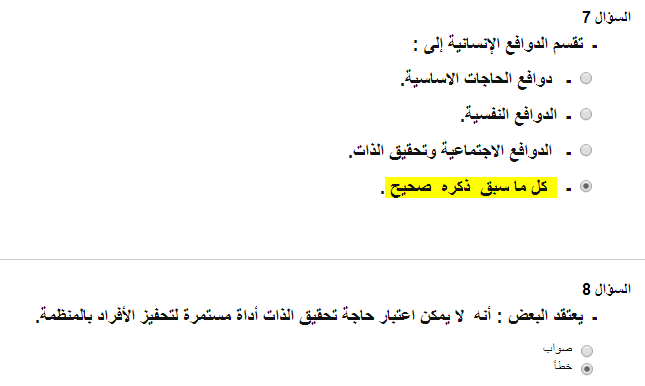 السؤال 7
- تقسم الدوافع الإنسانية إلى :
- دوافع الحاجات الاساسية.
- الدوافع النفسية.
- الدوافع الاجتماعية وتحقيق الذات.
- كل ما سبق ذكره صحيح .
السؤال 8
- يعتقد البعض : أنه لا يمكن اعتبار حاجة تحقيق الذات أداة مستمرة لتحفيز الأفراد بالمنظمة.
صواب
خطأ